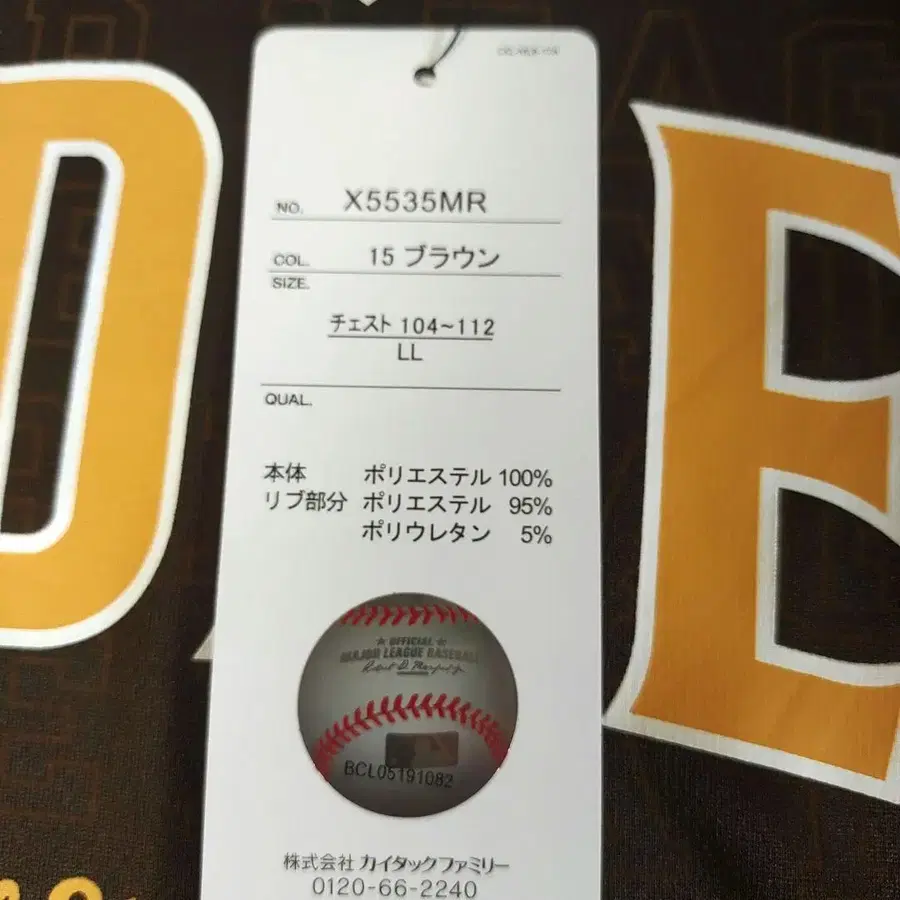 NO. X5535MR
COL. 15 ブラウン
SIZE.
チェスト 104~112
LL
QUAL.
本体 ポリエステル 100%
リブ部分 ポリエステル 95%
ポリウレタン 5%
★ OFFICIAL ★
MAJOR LEAGUE BASEBALL
BCL05191082
株式会社 カイタックファミリー
0120-66-2240